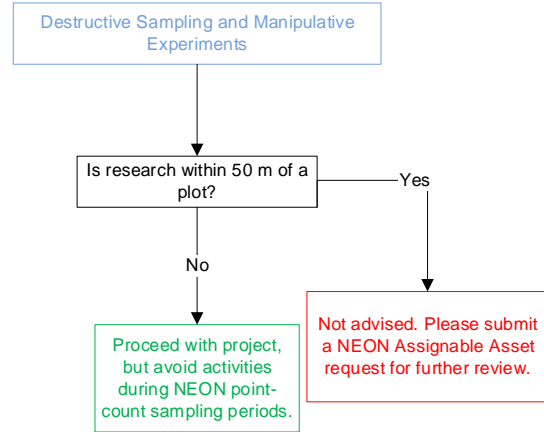 Destructive Sampling and Manipulative
Experiments
Is research within 50 m of a
plot?
Yes
No
Not advised. Please submit
a NEON Assignable Asset
request for further review.
Proceed with project,
but avoid activities
during NEON point-
count sampling periods.